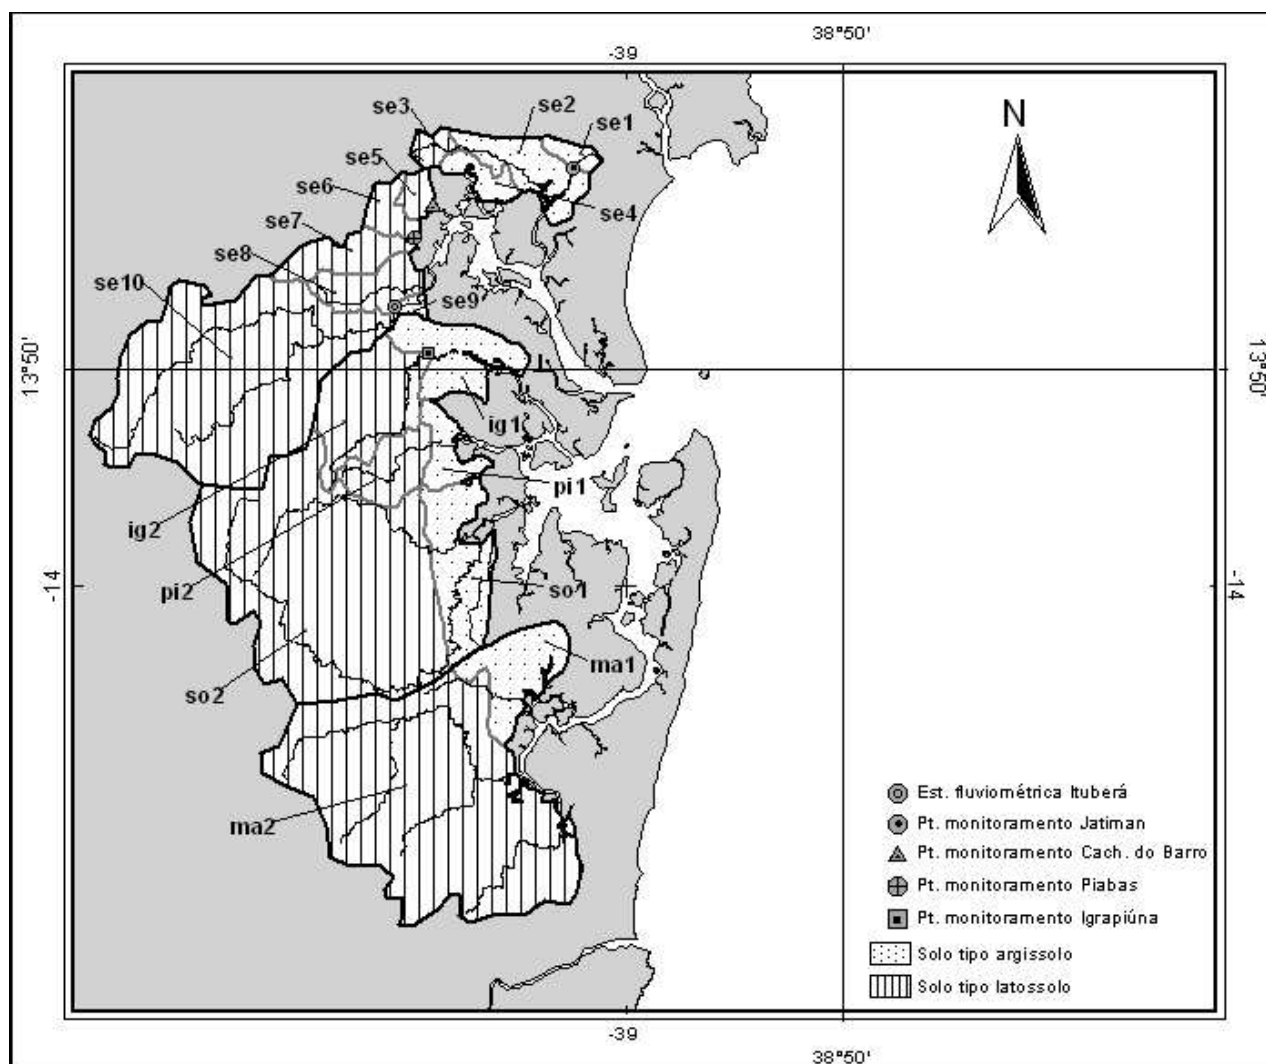 38°50'
-39
N
se3
se2
se1
se5
se6
se4
se7
se8
se10
se9
13°50'
13°50'
ig1
pi1
ig2
-14
-14
pi2
so1
ma1
so2
ma2
Est. fluviométrica Ituberá
Pt. monitoramento Jatiman
Pt. monitoramento Cach. do Barro
Pt. monitoramento Piabas
Pt. monitoramento Igrapiúna
Solo tipo argissolo
Solo tipo latossolo
-39
38°50'